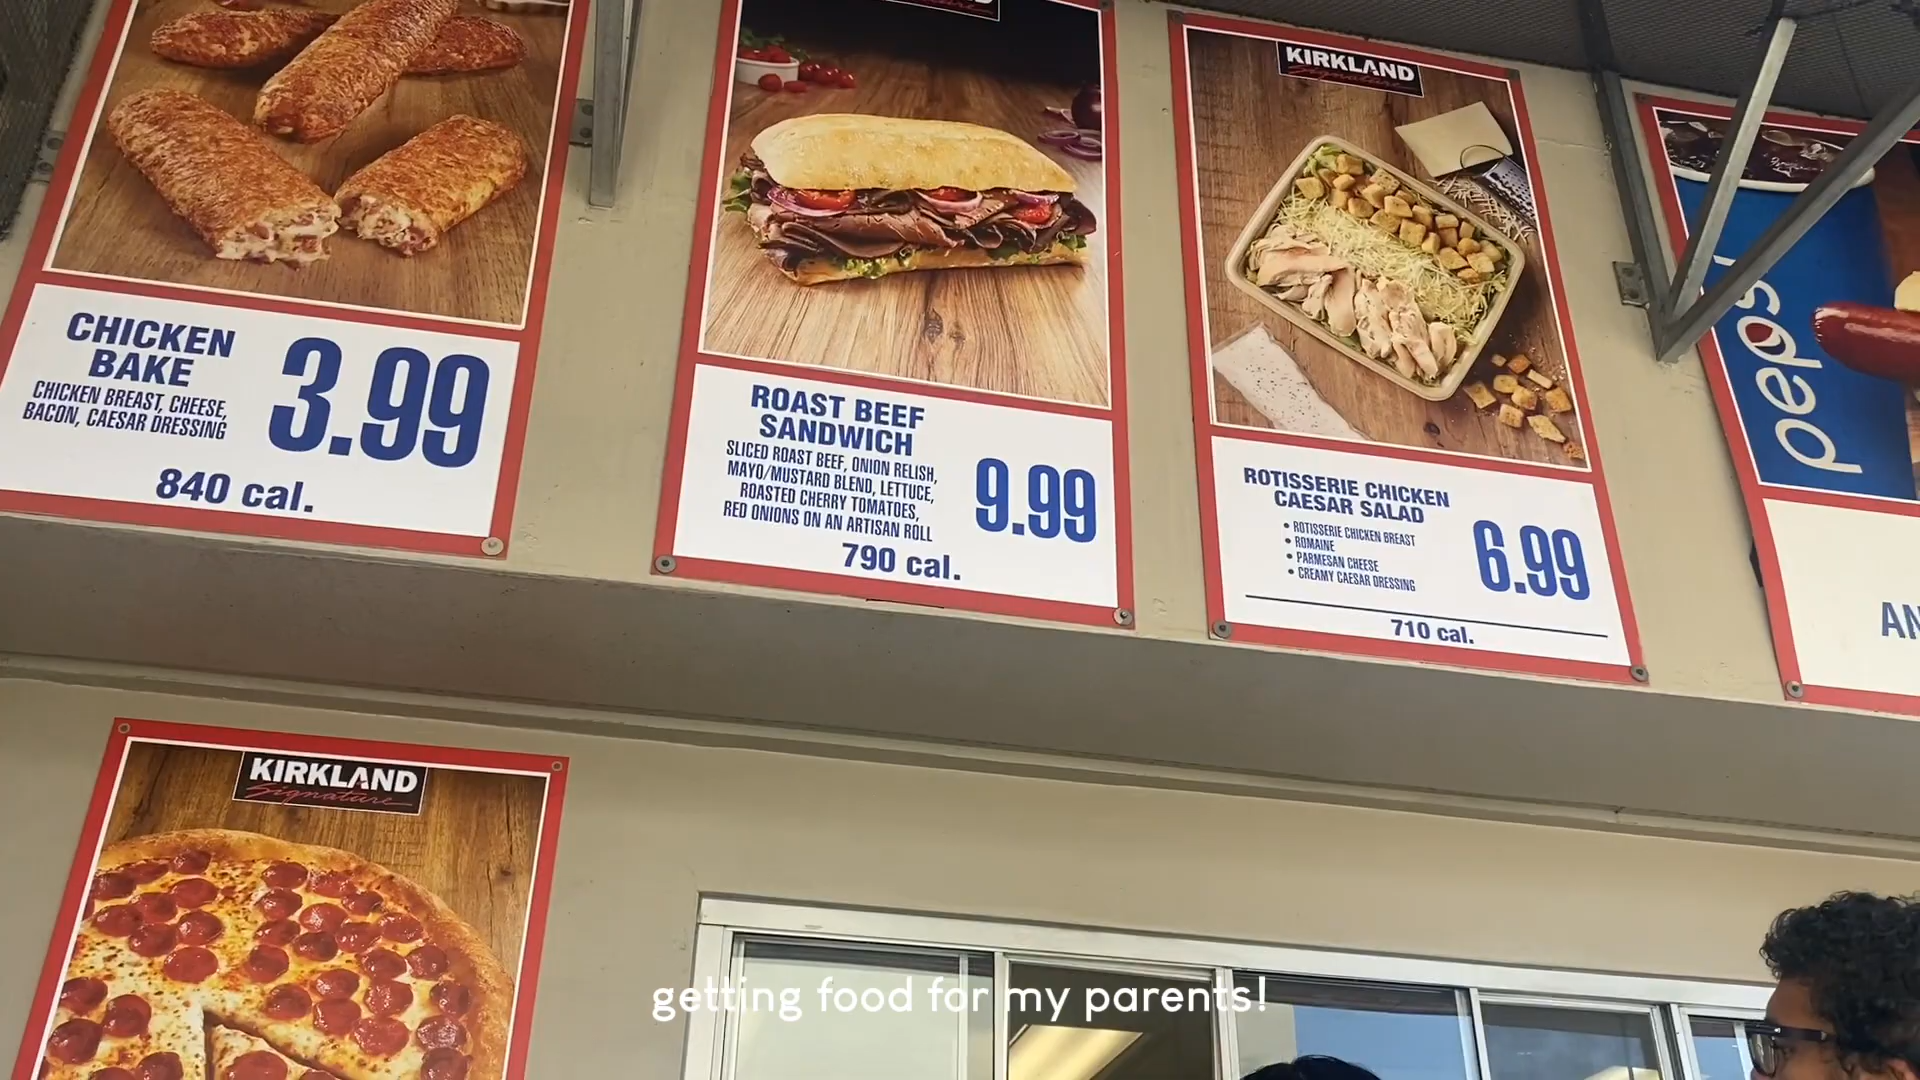 CHICKEN
BAKE
CHICKEN BREAST, CHEESE,
BACON, CAESAR DRESSING
3.99
840 cal.
ROAST BEEF
SANDWICH
SLICED ROAST BEEF, ONION RELISH,
MAYO/MUSTARD BLEND, LETTUCE,
ROASTED CHERRY TOMATOES,
RED ONIONS ON AN ARTISAN ROLL
9.99
790 cal.
KIRKLAND
Signature
ROTISSERIE CHICKEN
CAESAR SALAD
• ROTISSERIE CHICKEN BREAST
• ROMAINE
• PARMESAN CHEESE
• CREAMY CAESAR DRESSING
6.99
710 cal.
pepsi
AN
KIRKLAND
Signature
getting food for my parents!